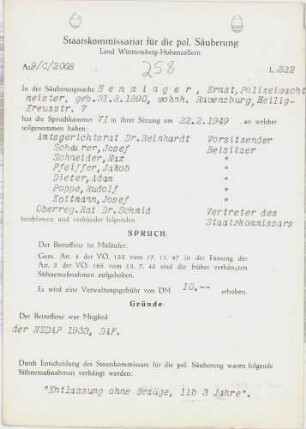 Staatskommissariat für die pol. Säuberung
Land Württemberg-Hohenzollern
Az 9/C/2008
258
L.822
In der Säuberungssache Henninger, Ernst, Polizeiwacht
meister, geb. 31.8.1890, wohnh. Ravensburg, Heilig-
Kreuzstr. 7
hat die Spruchkammer VI in ihrer Sitzung am 22.2.1949 . an welcher
teilgenommen haben:
Amtsgerichtsrat Dr.Reinhardt Vorsitzender
Schaurer, Josef Beisitzer
Schneider, Max "
Pfeiffer, Jakob "
Dieter, Adam "
Poppe, Rudolf "
Kottmann, Josef "
Oberreg.Rat Dr.Schmid Vertreter des
Staatskommissars
beschlossen und verkündet folgenden
SPRUCH:
Der Betroffene ist Mitläufer.
Gem. Art. 4 der VO. 133 vom 17. 11. 47 in der Fassung des
Art. 2 der VO. 165 vom 13. 7. 48 sind die früher verhängten
Sühnemaßnahmen aufgehoben.
Es wird eine Verwaltungsgebühr von DM 10.-- erhoben.
Gründe:
Der Betroffene war Mitglied
der NSDAP 1933, DAF.
Durch Entscheidung des Staatskommissars für die pol. Säuberung waren folgende
Sühnemaßnahmen verhängt worden:
"Entlassung ohne Bezüge, llb 3 Jahre".